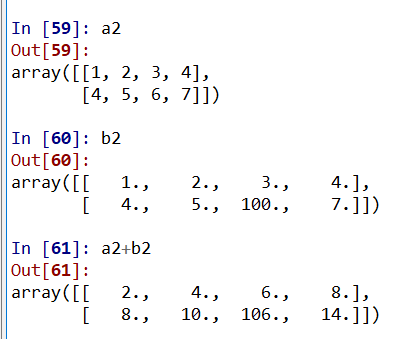 In [59]: a2
Out[59]:
array([[1, 2, 3, 4],
       [4, 5, 6, 7]])
In [60]: b2
Out[60]:
array([[   1.,    2.,    3.,    4.],
       [   4.,    5.,  100.,    7.]])
In [61]: a2+b2
Out[61]:
array([[   2.,    4.,    6.,    8.],
       [   8.,   10.,  106.,   14.]])